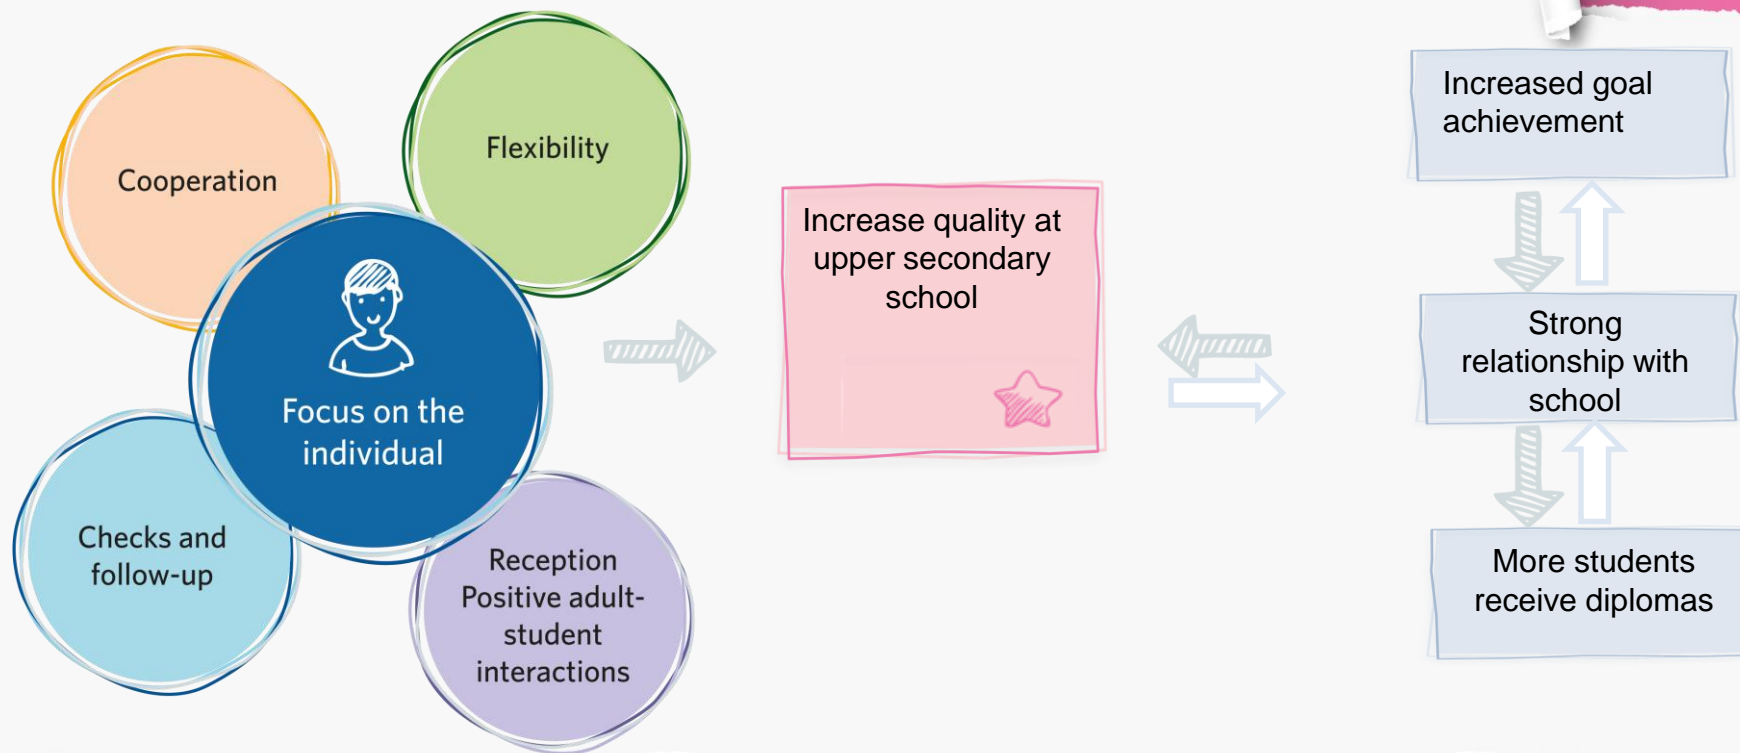 Cooperation
Flexibility
Focus on the
individual
Checks and
follow-up
Reception
Positive adult-
student
interactions
Increase quality at
upper secondary
school
Increased goal
achievement
Strong
relationship with
school
More students
receive diplomas